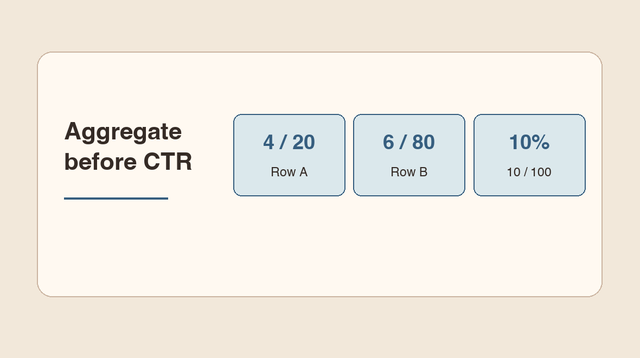 Aggregate
before CTR
4 / 20
Row A
6 / 80
Row B
10%
10 / 100